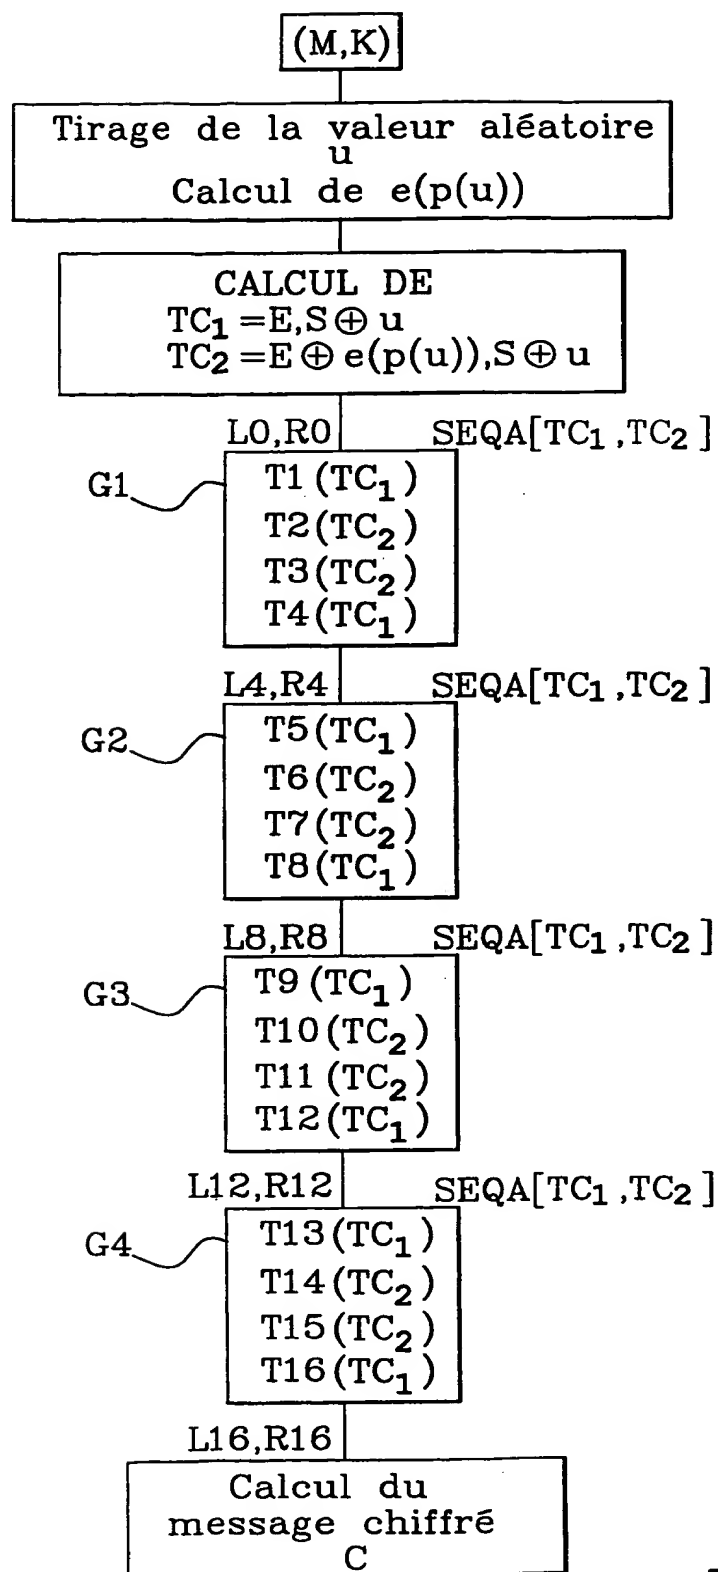 (M,K)
Tirage de la valeur aléatoire
u
Calcul de e(p(u))
CALCUL DE
TC₁=E,S⊕u
TC₂=E⊕e(p(u)),S⊕u
L0,R0 SEQA[TC₁,TC₂]
G1
T1(TC₁)
T2(TC₂)
T3(TC₂)
T4(TC₁)
L4,R4 SEQA[TC₁,TC₂]
G2
T5(TC₁)
T6(TC₂)
T7(TC₂)
T8(TC₁)
L8,R8 SEQA[TC₁,TC₂]
G3
T9(TC₁)
T10(TC₂)
T11(TC₂)
T12(TC₁)
L12,R12 SEQA[TC₁,TC₂]
G4
T13(TC₁)
T14(TC₂)
T15(TC₂)
T16(TC₁)
L16,R16
Calcul du
message chiffré
C